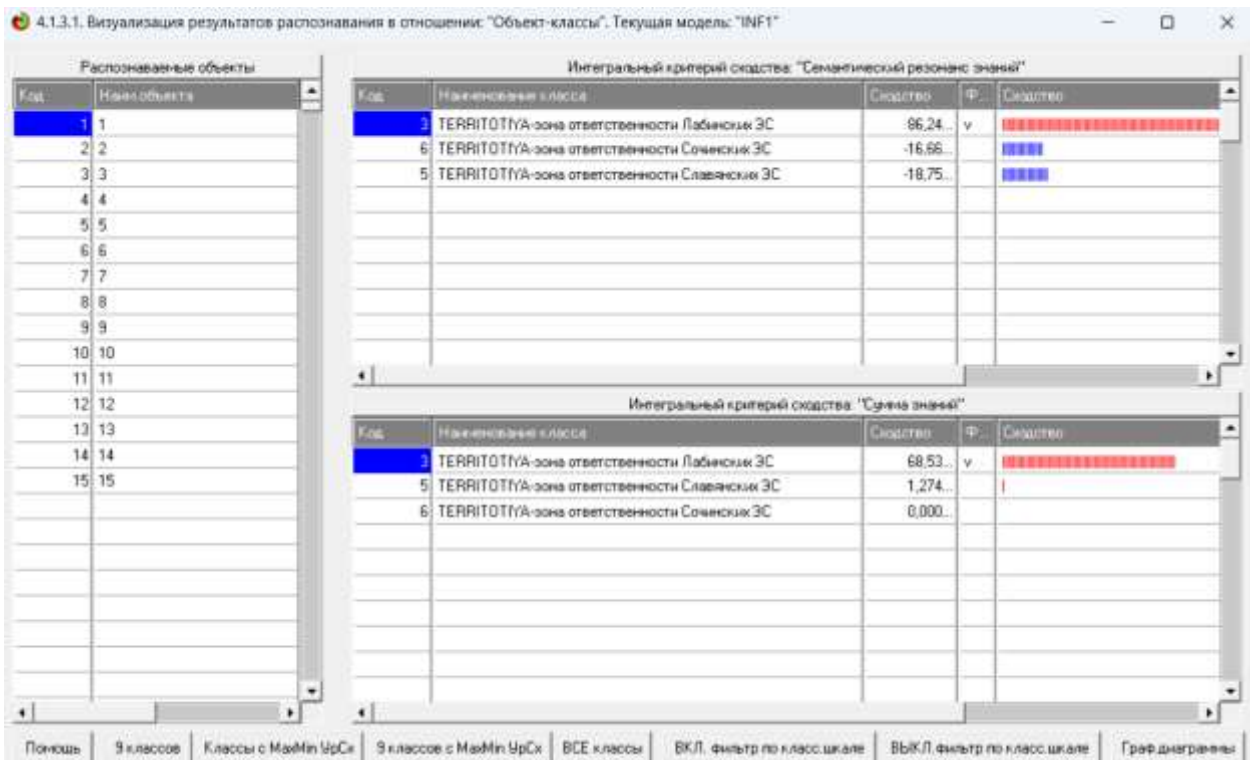 4.1.3.1. Визуализация результатов распознавания в отношении: "Объект-классы". Текущая модель: "INF1"
Распознаваемые объекты
Код Наим.объекта
1 1
2 2
3 3
4 4
5 5
6 6
7 7
8 8
9 9
10 10
11 11
12 12
13 13
14 14
15 15
Интегральный критерий сходства: "Семантический резонанс знаний"
Код Наименование класса Сходство Ф... Сходство
3 TERRITOTIYA-зона ответственности Лабинских ЭС 86,24... v
6 TERRITOTIYA-зона ответственности Сочинских ЭС -16,66...
5 TERRITOTIYA-зона ответственности Славянских ЭС -18,75...
Интегральный критерий сходства: "Сумма знаний"
Код Наименование класса Сходство Ф... Сходство
3 TERRITOTIYA-зона ответственности Лабинских ЭС 68,53... v
5 TERRITOTIYA-зона ответственности Славянских ЭС 1,274...
6 TERRITOTIYA-зона ответственности Сочинских ЭС 0,000...
Помощь 9 классов Классы с MaxMin УрСх 9 классов с MaxMin УрСх ВСЕ классы ВКЛ. фильтр по класс.шкале ВЫКЛ.фильтр по класс.шкале Граф.диаграммы